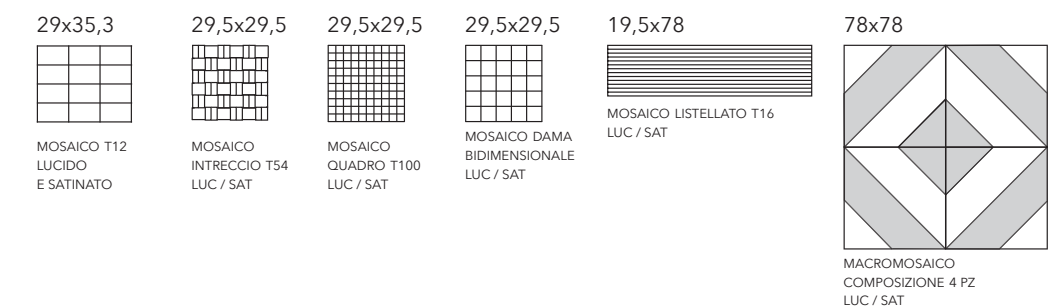 29x35,3
MOSAICO T12
LUCIDO
E SATINATO
29,5x29,5
MOSAICO
INTRECCIO T54
LUC / SAT
29,5x29,5
MOSAICO
QUADRO T100
LUC / SAT
29,5x29,5
MOSAICO DAMA
BIDIMENSIONALE
LUC / SAT
19,5x78
MOSAICO LISTELLATO T16
LUC / SAT
78x78
MACROMOSAICO
COMPOSIZIONE 4 PZ
LUC / SAT